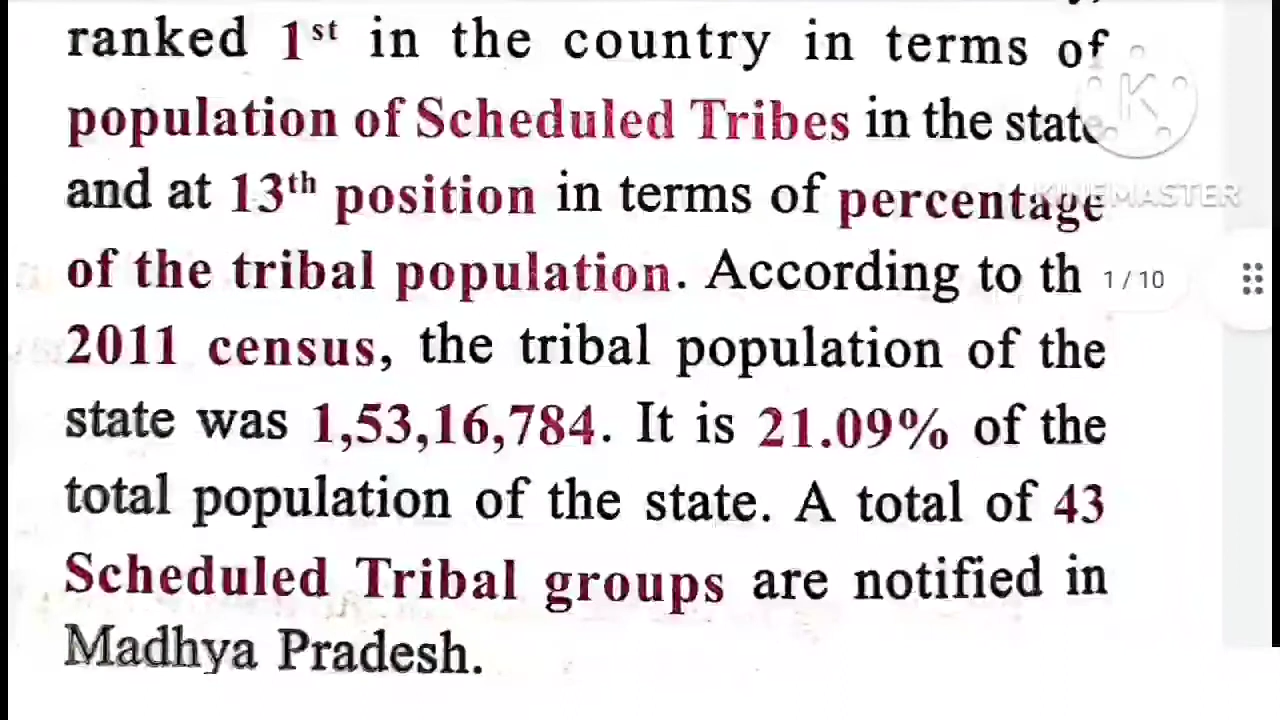 ranked 1st in the country in terms of
population of Scheduled Tribes in the state
and at 13th position in terms of percentage
of the tribal population. According to th
2011 census, the tribal population of the
state was 1,53,16,784. It is 21.09% of the
total population of the state. A total of 43
Scheduled Tribal groups are notified in
Madhya Pradesh.
K
KINEMASTER
1 / 10